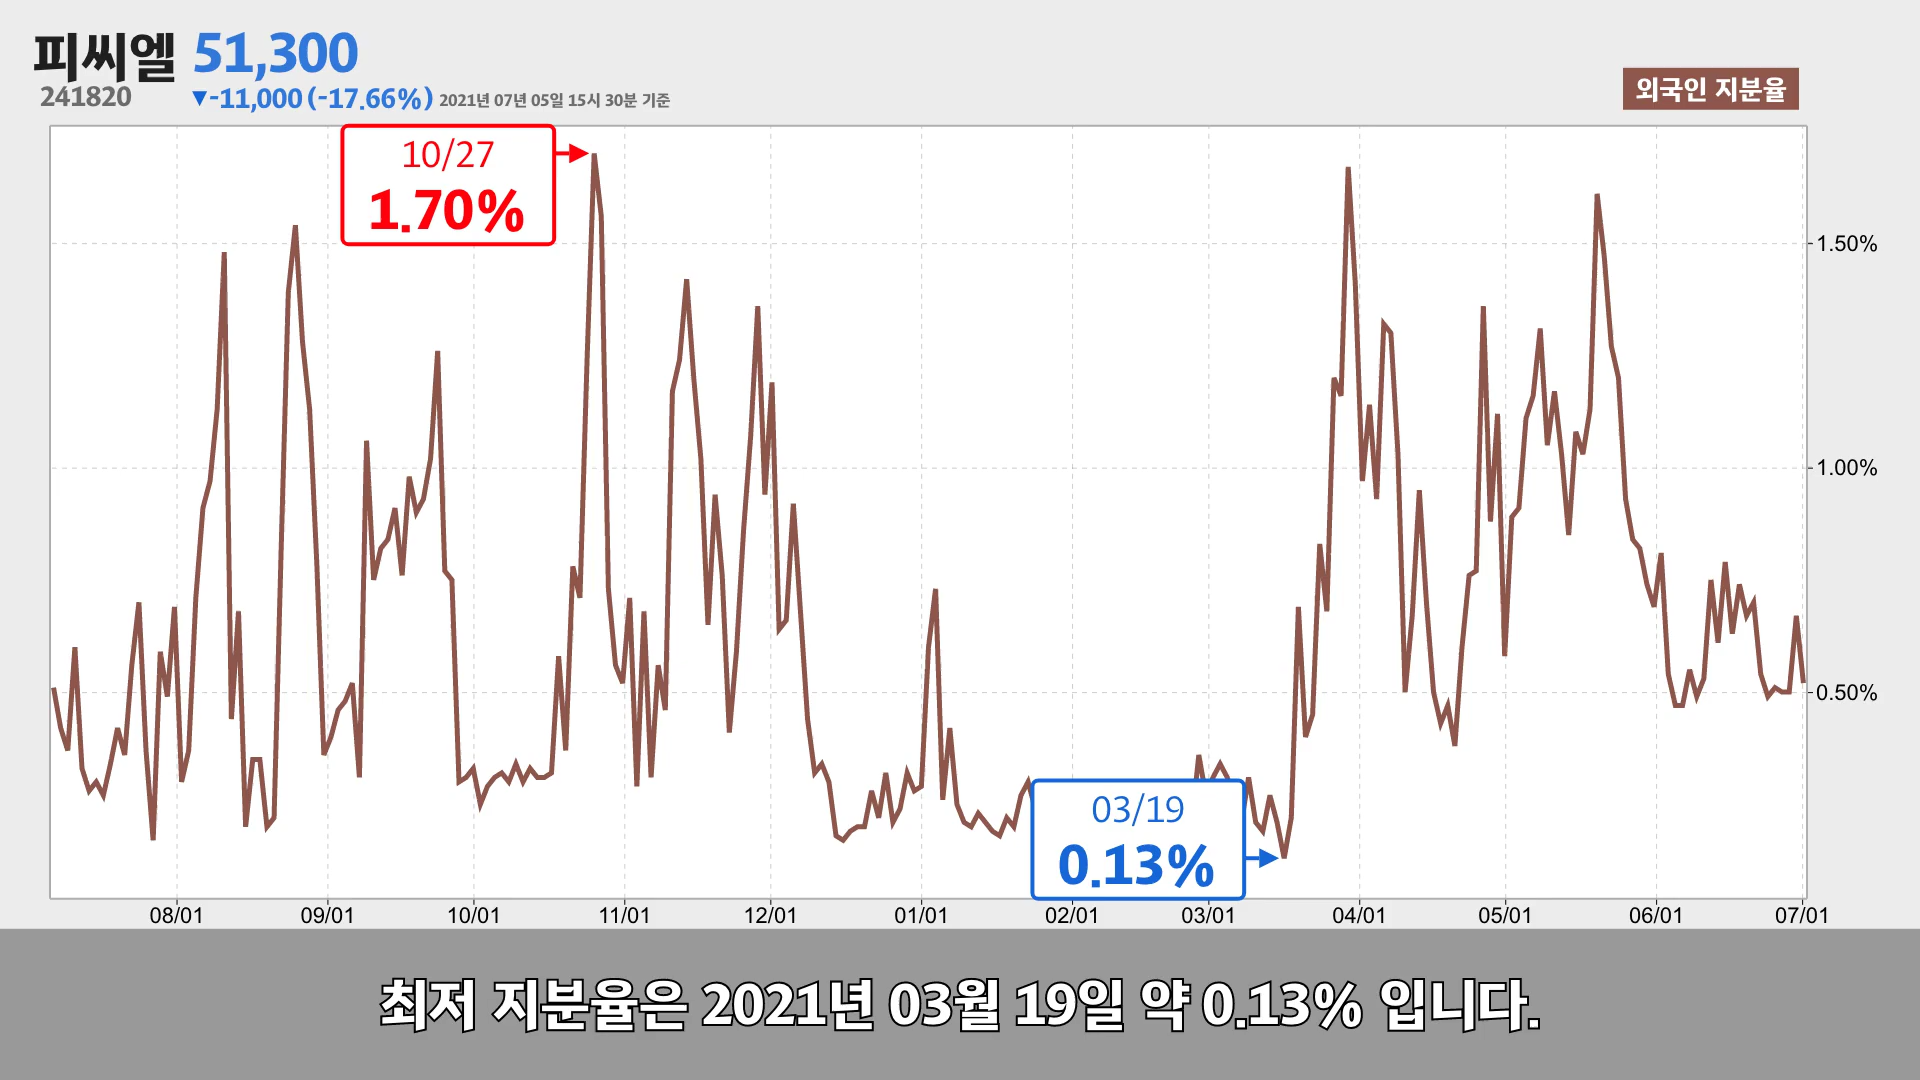 피씨엘 51,300
241820 ▼-11,000 (-17.66%) 2021년 07년 05일 15시 30분 기준
외국인 지분율
10/27
1.70%
1.50%
1.00%
0.50%
03/19
0.13%
08/01 09/01 10/01 11/01 12/01 01/01 02/01 03/01 04/01 05/01 06/01 07/01
최저 지분율은 2021년 03월 19일 약 0.13% 입니다.